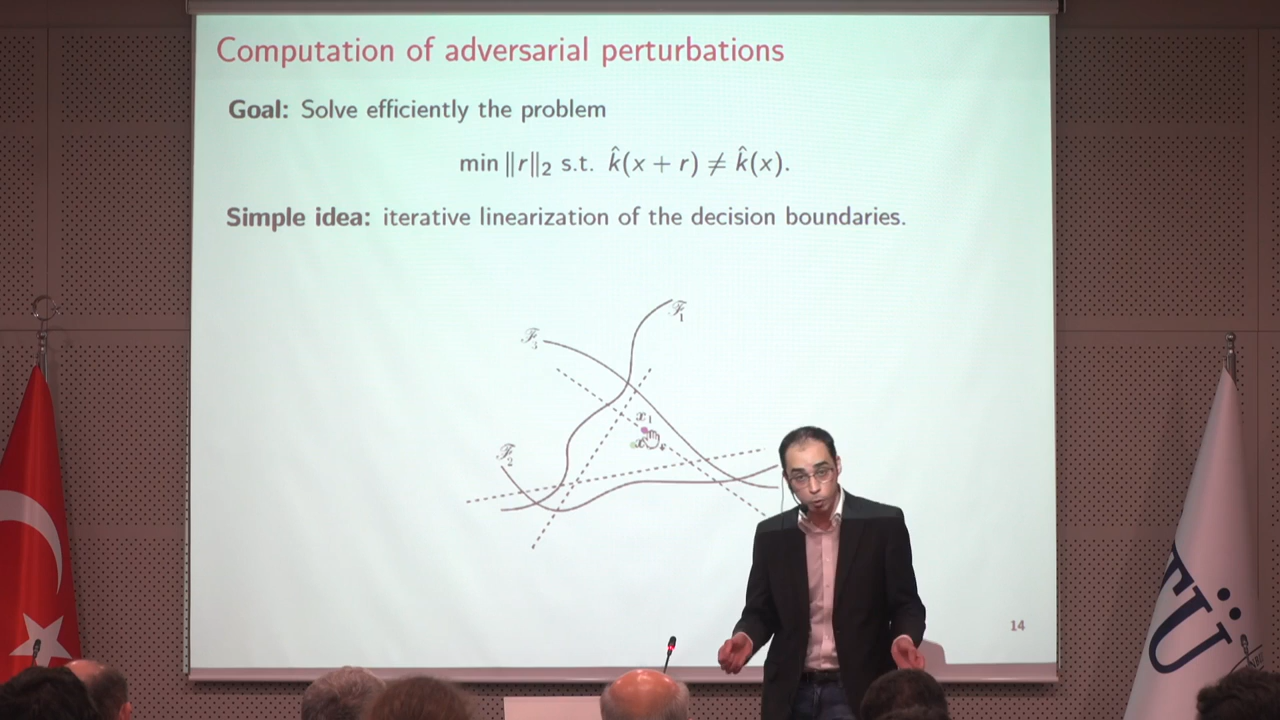 Computation of adversarial perturbations
Goal: Solve efficiently the problem
min ‖r‖₂ s.t. k̂(x + r) ≠ k̂(x).
Simple idea: iterative linearization of the decision boundaries.
ℱ₁
ℱ₃
x₁
ℱ₂
14
TÜ